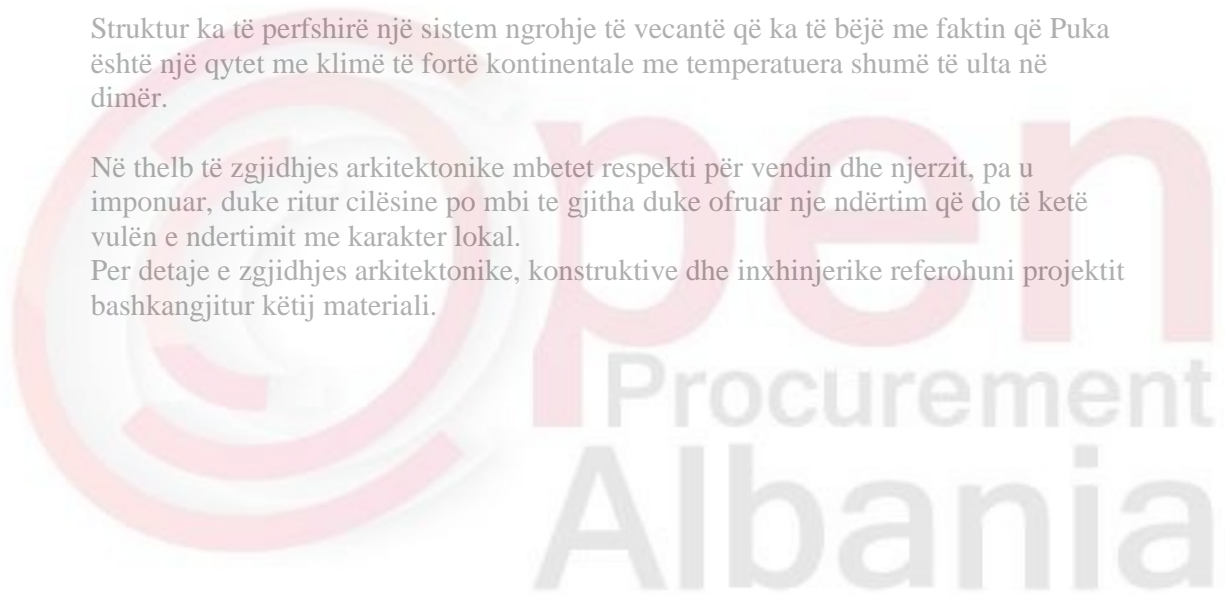 Struktur ka të perfshirë një sistem ngrohje të vecantë që ka të bëjë me faktin që Puka
është një qytet me klimë të fortë kontinentale me temperatuera shumë të ulta në
dimër.
Në thelb të zgjidhjes arkitektonike mbetet respekti për vendin dhe njerzit, pa u
imponuar, duke ritur cilësine po mbi te gjitha duke ofruar nje ndërtim që do të ketë
vulën e ndertimit me karakter lokal.
Per detaje e zgjidhjes arkitektonike, konstruktive dhe inxhinjerike referohuni projektit
bashkangjitur këtij materiali.
Open
Procurement
Albania